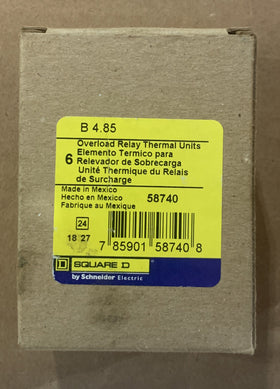 B 4.85
6
Overload Relay Thermal Units
Elemento Termico para
Relevador de Sobrecarga
Unité Thermique du Relais
de Surcharge
Made in Mexico
Hecho en Mexico
Fabrique au Mexique
58740
24
18 27
7 85901 58740 8
D SQUARE D
by Schneider Electric